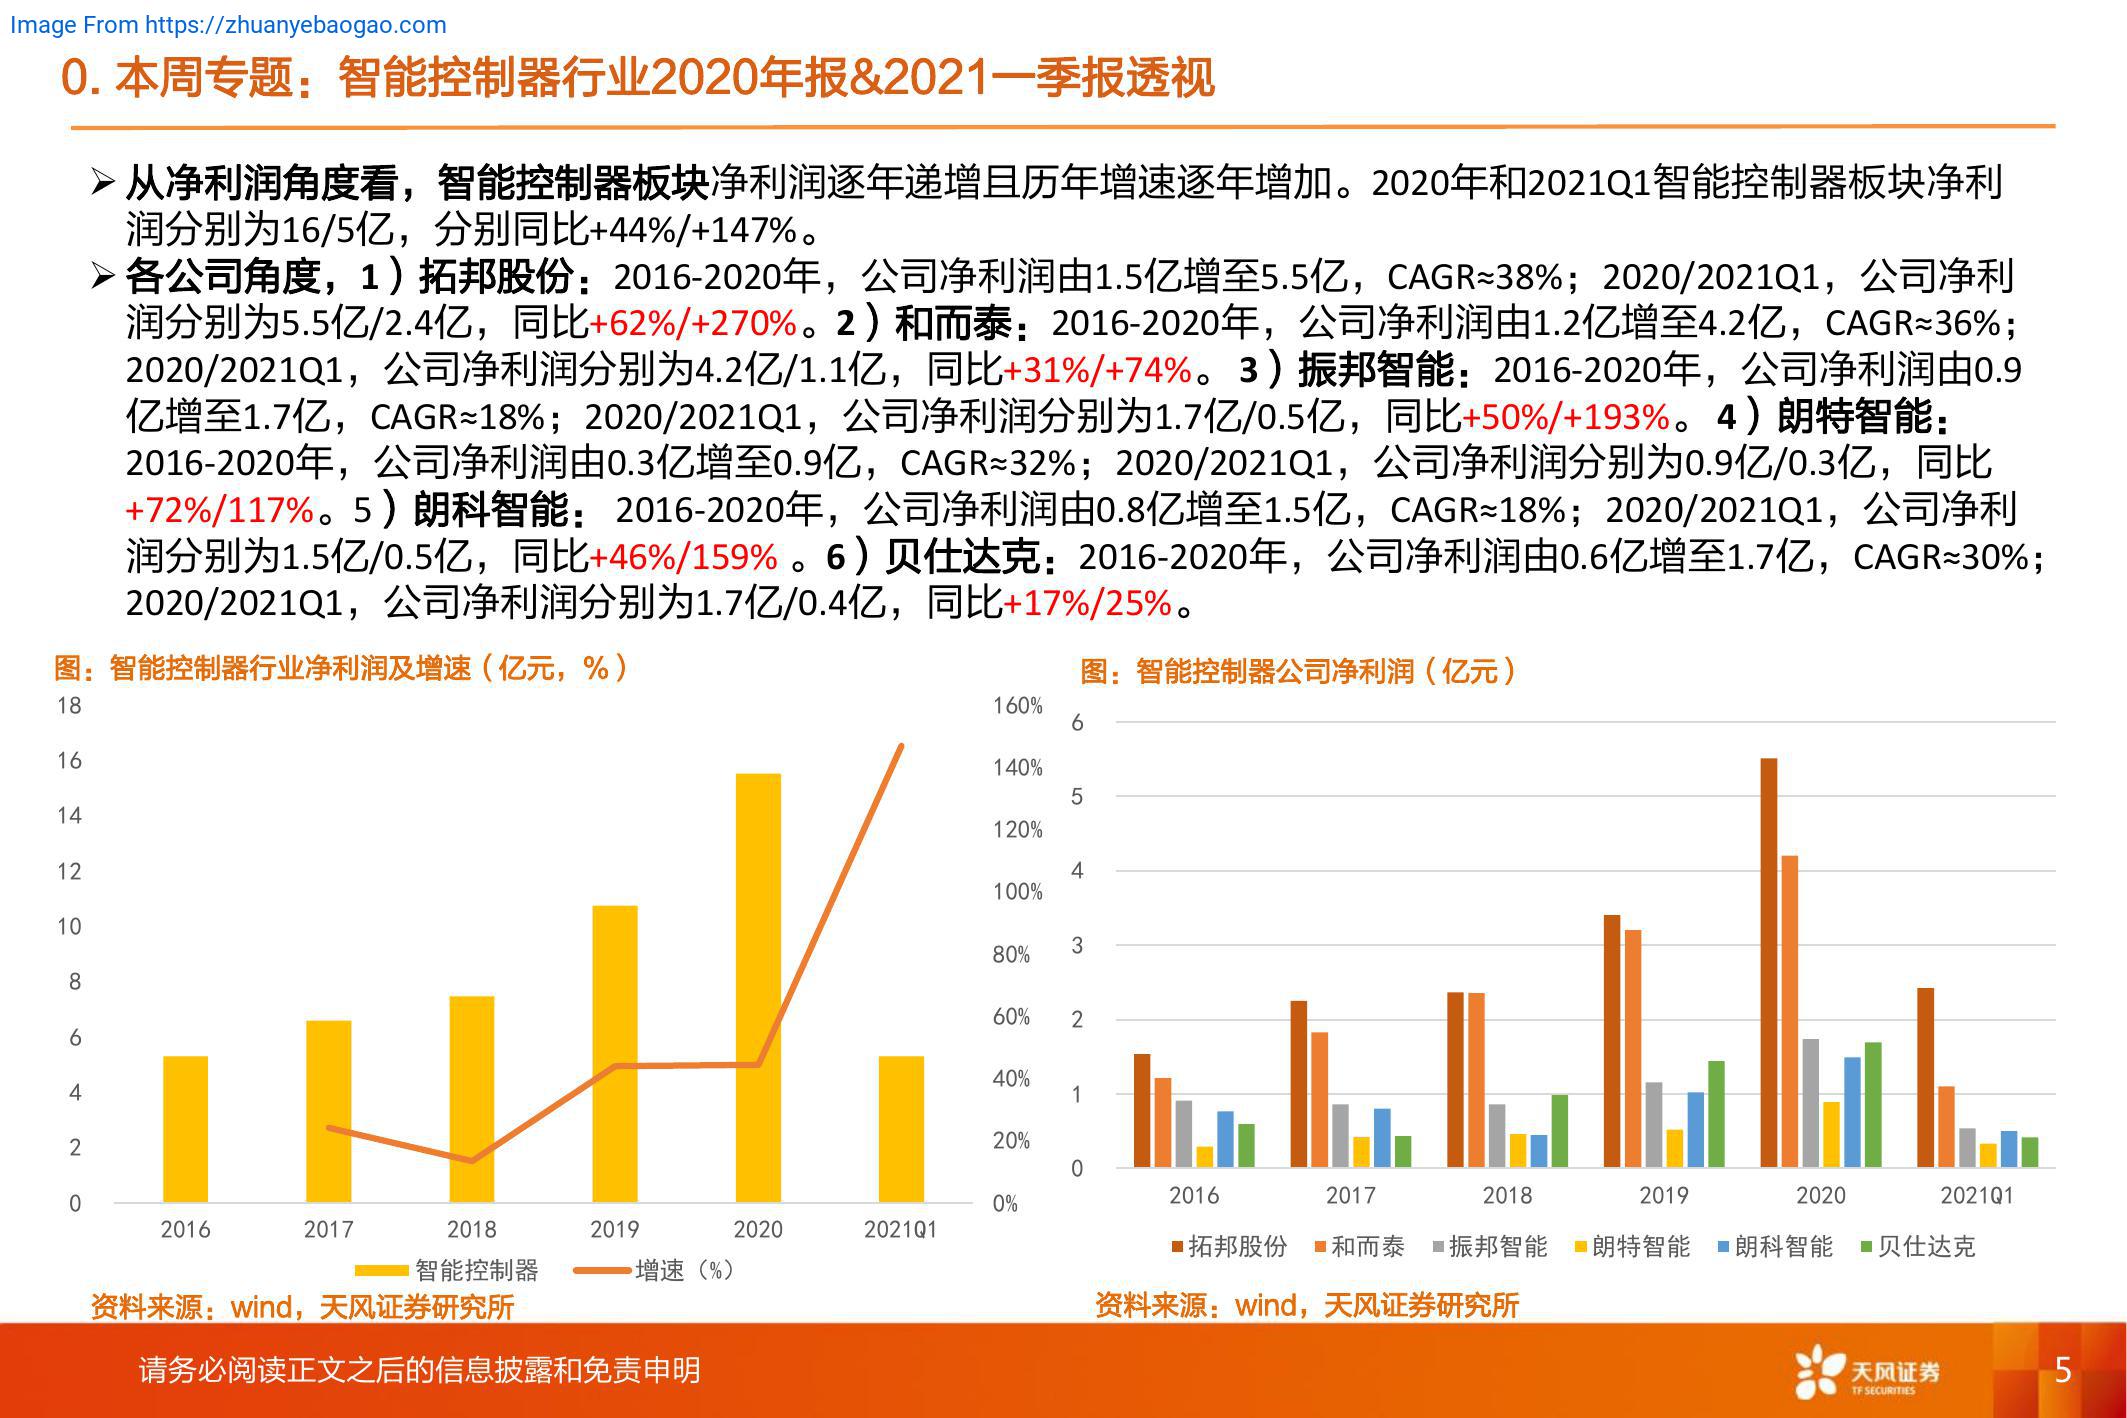 Image From https://zhuanyebaogao.com
0. 本周专题：智能控制器行业2020年报&2021一季报透视
➢ 从净利润角度看，智能控制器板块净利润逐年递增且历年增速逐年增加。2020年和2021Q1智能控制器板块净利
润分别为16/5亿，分别同比+44%/+147%。
➢ 各公司角度，1）拓邦股份：2016-2020年，公司净利润由1.5亿增至5.5亿，CAGR≈38%；2020/2021Q1，公司净利
润分别为5.5亿/2.4亿，同比+62%/+270%。2）和而泰：2016-2020年，公司净利润由1.2亿增至4.2亿，CAGR≈36%；
2020/2021Q1，公司净利润分别为4.2亿/1.1亿，同比+31%/+74%。3）振邦智能：2016-2020年，公司净利润由0.9
亿增至1.7亿，CAGR≈18%；2020/2021Q1，公司净利润分别为1.7亿/0.5亿，同比+50%/+193%。4）朗特智能：
2016-2020年，公司净利润由0.3亿增至0.9亿，CAGR≈32%；2020/2021Q1，公司净利润分别为0.9亿/0.3亿，同比
+72%/117%。5）朗科智能： 2016-2020年，公司净利润由0.8亿增至1.5亿，CAGR≈18%；2020/2021Q1，公司净利
润分别为1.5亿/0.5亿，同比+46%/159% 。6）贝仕达克：2016-2020年，公司净利润由0.6亿增至1.7亿，CAGR≈30%；
2020/2021Q1，公司净利润分别为1.7亿/0.4亿，同比+17%/25%。
图：智能控制器行业净利润及增速（亿元，%）
18
16
14
12
10
8
6
4
2
0
160%
140%
120%
100%
80%
60%
40%
20%
0%
2016 2017 2018 2019 2020 2021Q1
智能控制器 增速（%）
资料来源：wind，天风证券研究所
图：智能控制器公司净利润（亿元）
6
5
4
3
2
1
0
2016 2017 2018 2019 2020 2021Q1
拓邦股份 和而泰 振邦智能 朗特智能 朗科智能 贝仕达克
资料来源：wind，天风证券研究所
请务必阅读正文之后的信息披露和免责申明
天风证券
TF SECURITIES
5